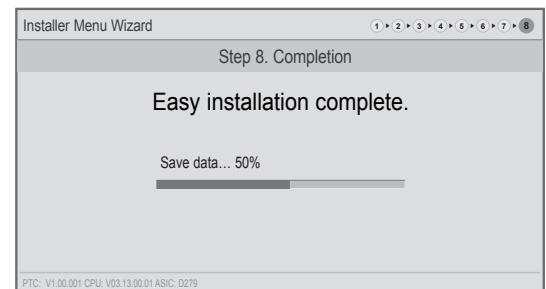 Installer Menu Wizard 1 ▸ 2 ▸ 3 ▸ 4 ▸ 5 ▸ 6 ▸ 7 ▸ 8
Step 8. Completion
Easy installation complete.
Save data… 50%
PTC: V1.00.001 CPU: V03.13.00.01 ASIC: D279